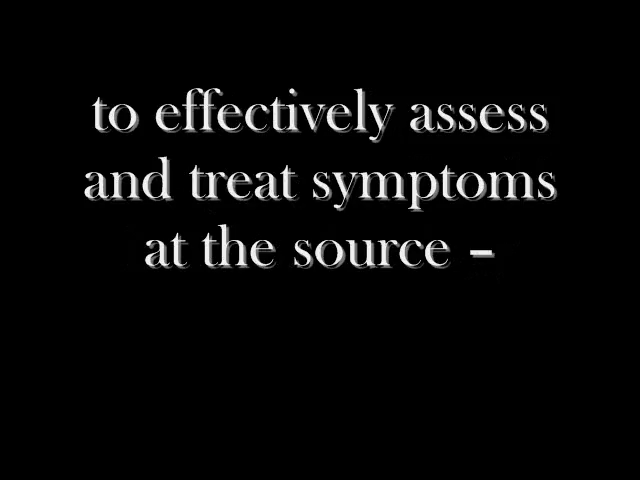 to effectively assess
and treat symptoms
at the source –